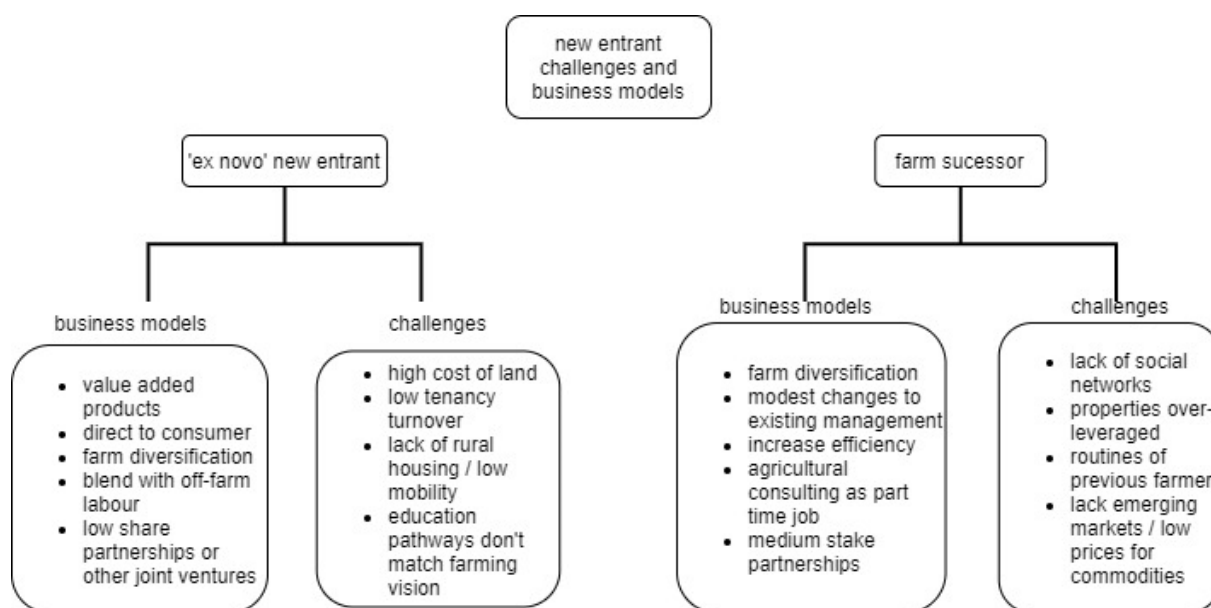 new entrant
challenges and
business models
'ex novo' new entrant
farm sucessor
business models
• value added
products
• direct to consumer
• farm diversification
• blend with off-farm
labour
• low share
partnerships or
other joint ventures
challenges
• high cost of land
• low tenancy
turnover
• lack of rural
housing / low
mobility
• education
pathways don't
match farming
vision
business models
• farm diversification
• modest changes to
existing management
• increase efficiency
• agricultural
consulting as part
time job
• medium stake
partnerships
challenges
• lack of social
networks
• properties over-
leveraged
• routines of
previous farmer
• lack emerging
markets / low
prices for
commodities